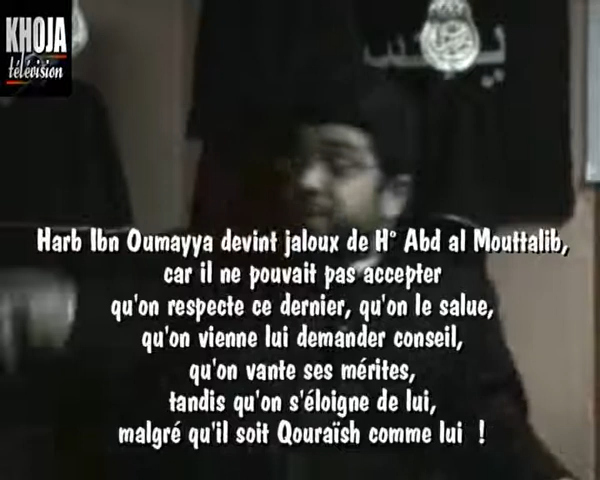 KHOJA
télévision
Harb Ibn Oumayya devint jaloux de H° Abd al Mouttalib,
car il ne pouvait pas accepter
qu'on respecte ce dernier, qu'on le salue,
qu'on vienne lui demander conseil,
qu'on vante ses mérites,
tandis qu'on s'éloigne de lui,
malgré qu'il soit Qouraïsh comme lui !